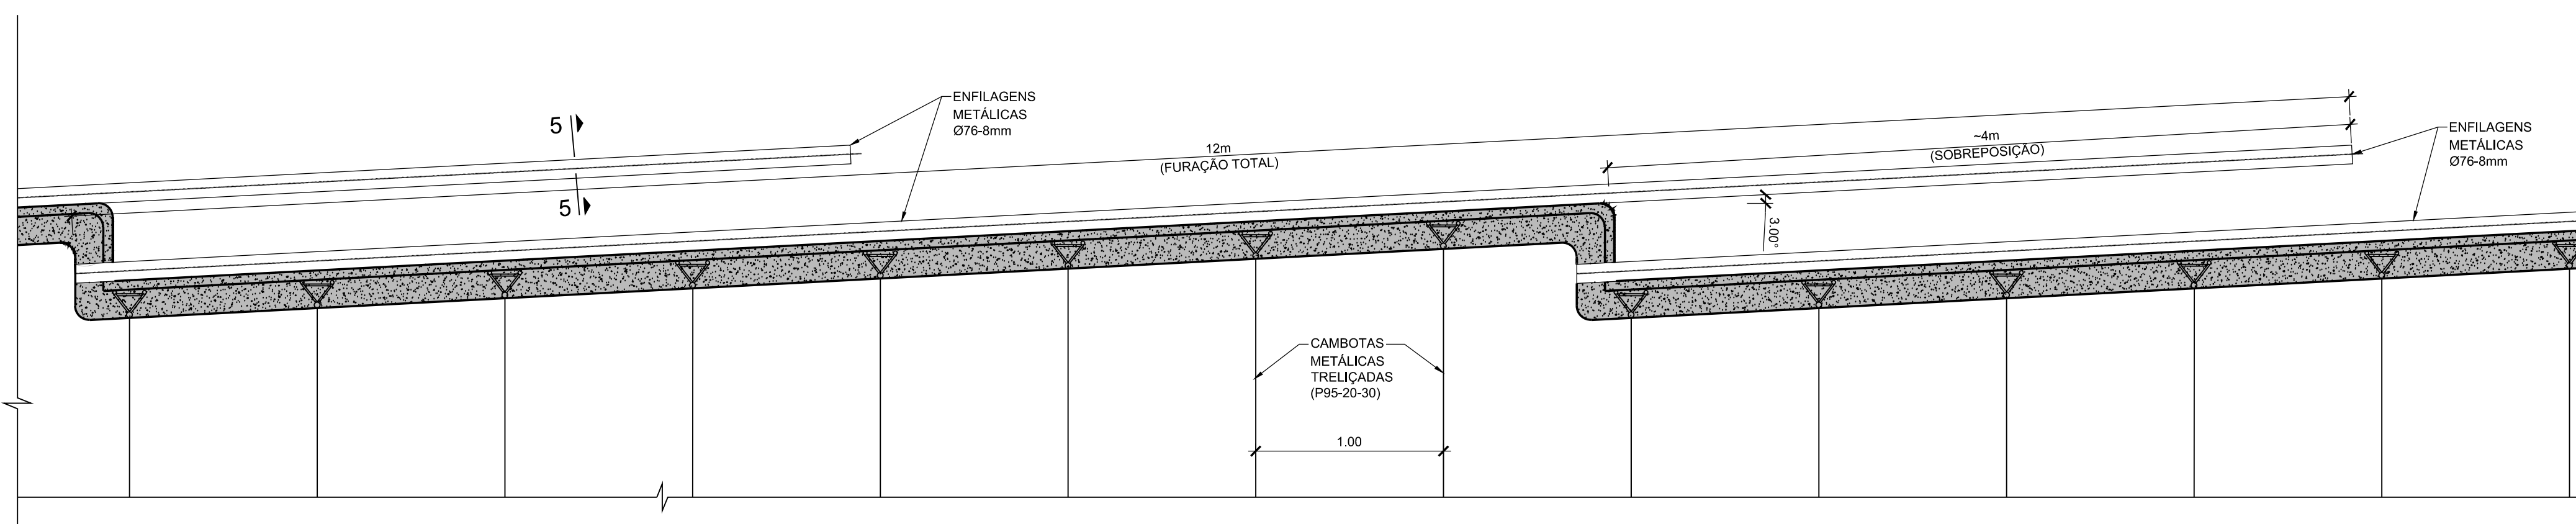 ENFILAGENS
METÁLICAS
Ø76-8mm
5
5
12m
(FURAÇÃO TOTAL)
~4m
(SOBREPOSIÇÃO)
ENFILAGENS
METÁLICAS
Ø76-8mm
3.00°
CAMBOTAS
METÁLICAS
TRELIÇADAS
(P95-20-30)
1.00